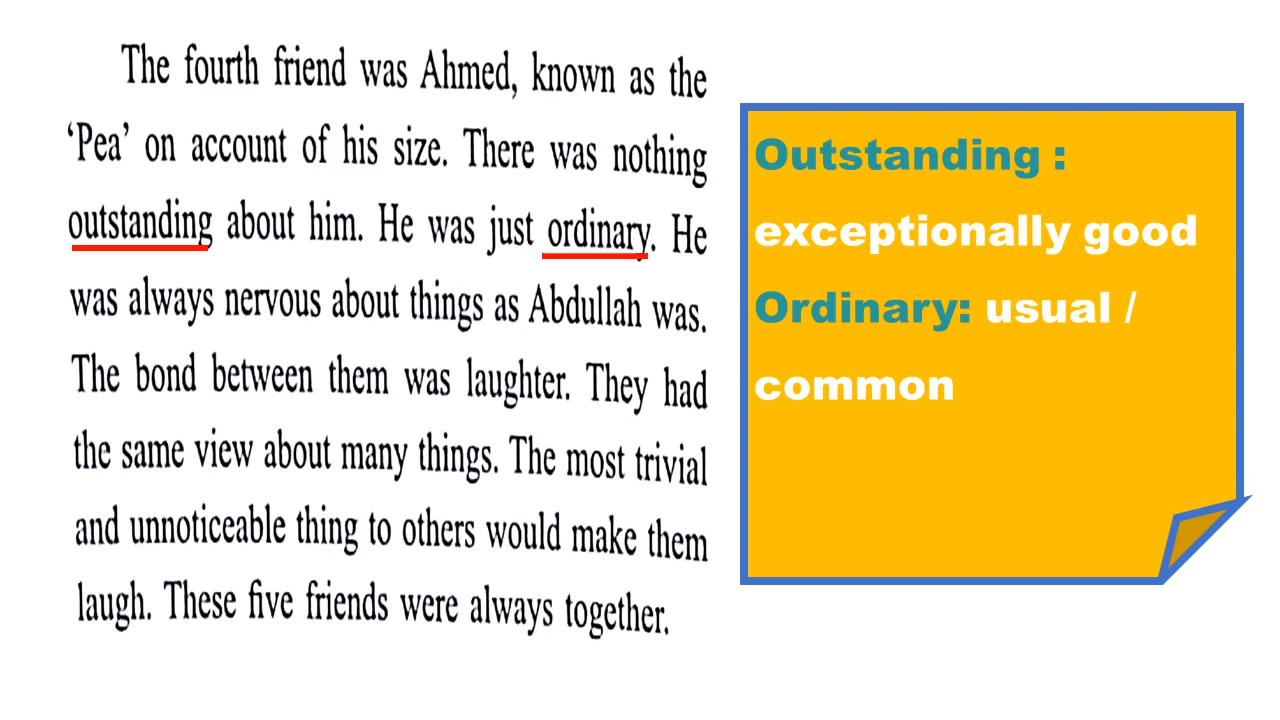 The fourth friend was Ahmed, known as the
‘Pea’ on account of his size. There was nothing
outstanding about him. He was just ordinary. He
was always nervous about things as Abdullah was.
The bond between them was laughter. They had
the same view about many things. The most trivial
and unnoticeable thing to others would make them
laugh. These five friends were always together.
Outstanding :
exceptionally good
Ordinary: usual /
common